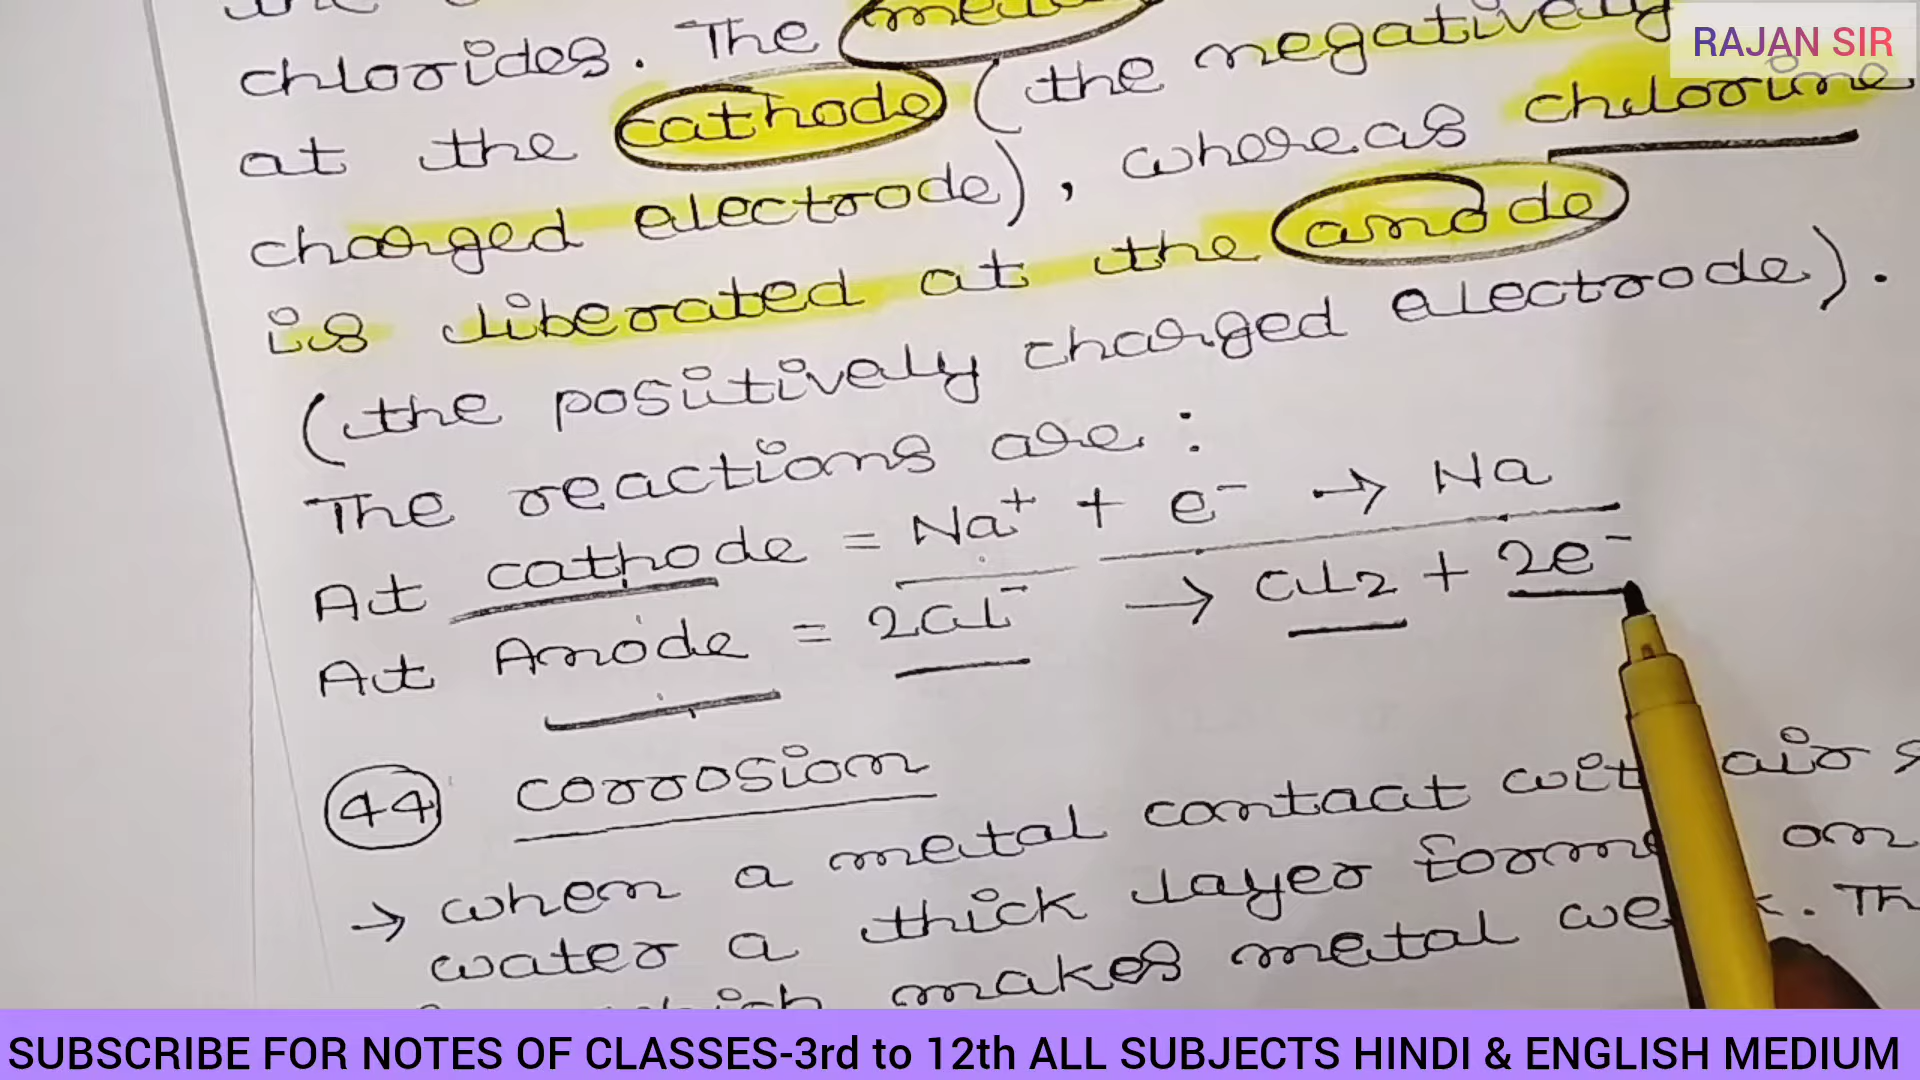 chlorides. The
at the cathode (the negatively
charged electrode), whereas chlorine
is liberated at the anode
(the positively charged electrode).
The reactions are:
At cathode = Na⁺ + e⁻ → Na
At Anode = 2Cl⁻ → Cl₂ + 2e⁻
44 Corrosion
→ when a metal contact with air
water a thick layer forms on
which makes metal weak. Th
RAJAN SIR
SUBSCRIBE FOR NOTES OF CLASSES-3rd to 12th ALL SUBJECTS HINDI & ENGLISH MEDIUM